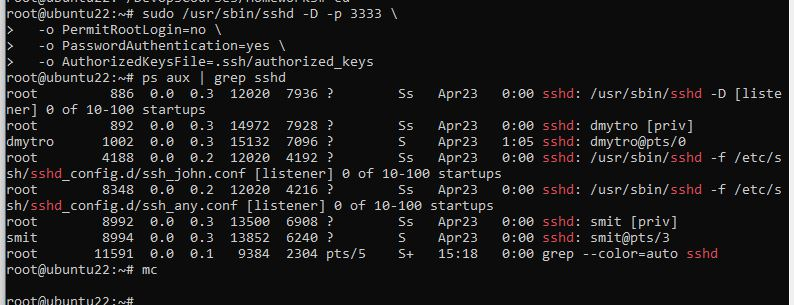 root@ubuntu22:~# sudo /usr/sbin/sshd -D -p 3333 \
>   -o PermitRootLogin=no \
>   -o PasswordAuthentication=yes \
>   -o AuthorizedKeysFile=.ssh/authorized_keys
root@ubuntu22:~# ps aux | grep sshd
root         886  0.0  0.3  12020  7936 ?        Ss   Apr23   0:00 sshd: /usr/sbin/sshd -D [liste
ner] 0 of 10-100 startups
root         892  0.0  0.3  14972  7928 ?        Ss   Apr23   0:00 sshd: dmytro [priv]
dmytro      1002  0.0  0.3  15132  7096 ?        S    Apr23   1:05 sshd: dmytro@pts/0
root        4188  0.0  0.2  12020  4192 ?        Ss   Apr23   0:00 sshd: /usr/sbin/sshd -f /etc/s
sh/sshd_config.d/ssh_john.conf [listener] 0 of 10-100 startups
root        8348  0.0  0.2  12020  4216 ?        Ss   Apr23   0:00 sshd: /usr/sbin/sshd -f /etc/s
sh/sshd_config.d/ssh_any.conf [listener] 0 of 10-100 startups
root        8992  0.0  0.3  13500  6908 ?        Ss   Apr23   0:00 sshd: smit [priv]
smit        8994  0.0  0.3  13852  6240 ?        S    Apr23   0:00 sshd: smit@pts/3
root       11591  0.0  0.1   9384  2304 pts/5    S+   15:18   0:00 grep --color=auto sshd
root@ubuntu22:~# mc
root@ubuntu22:~#